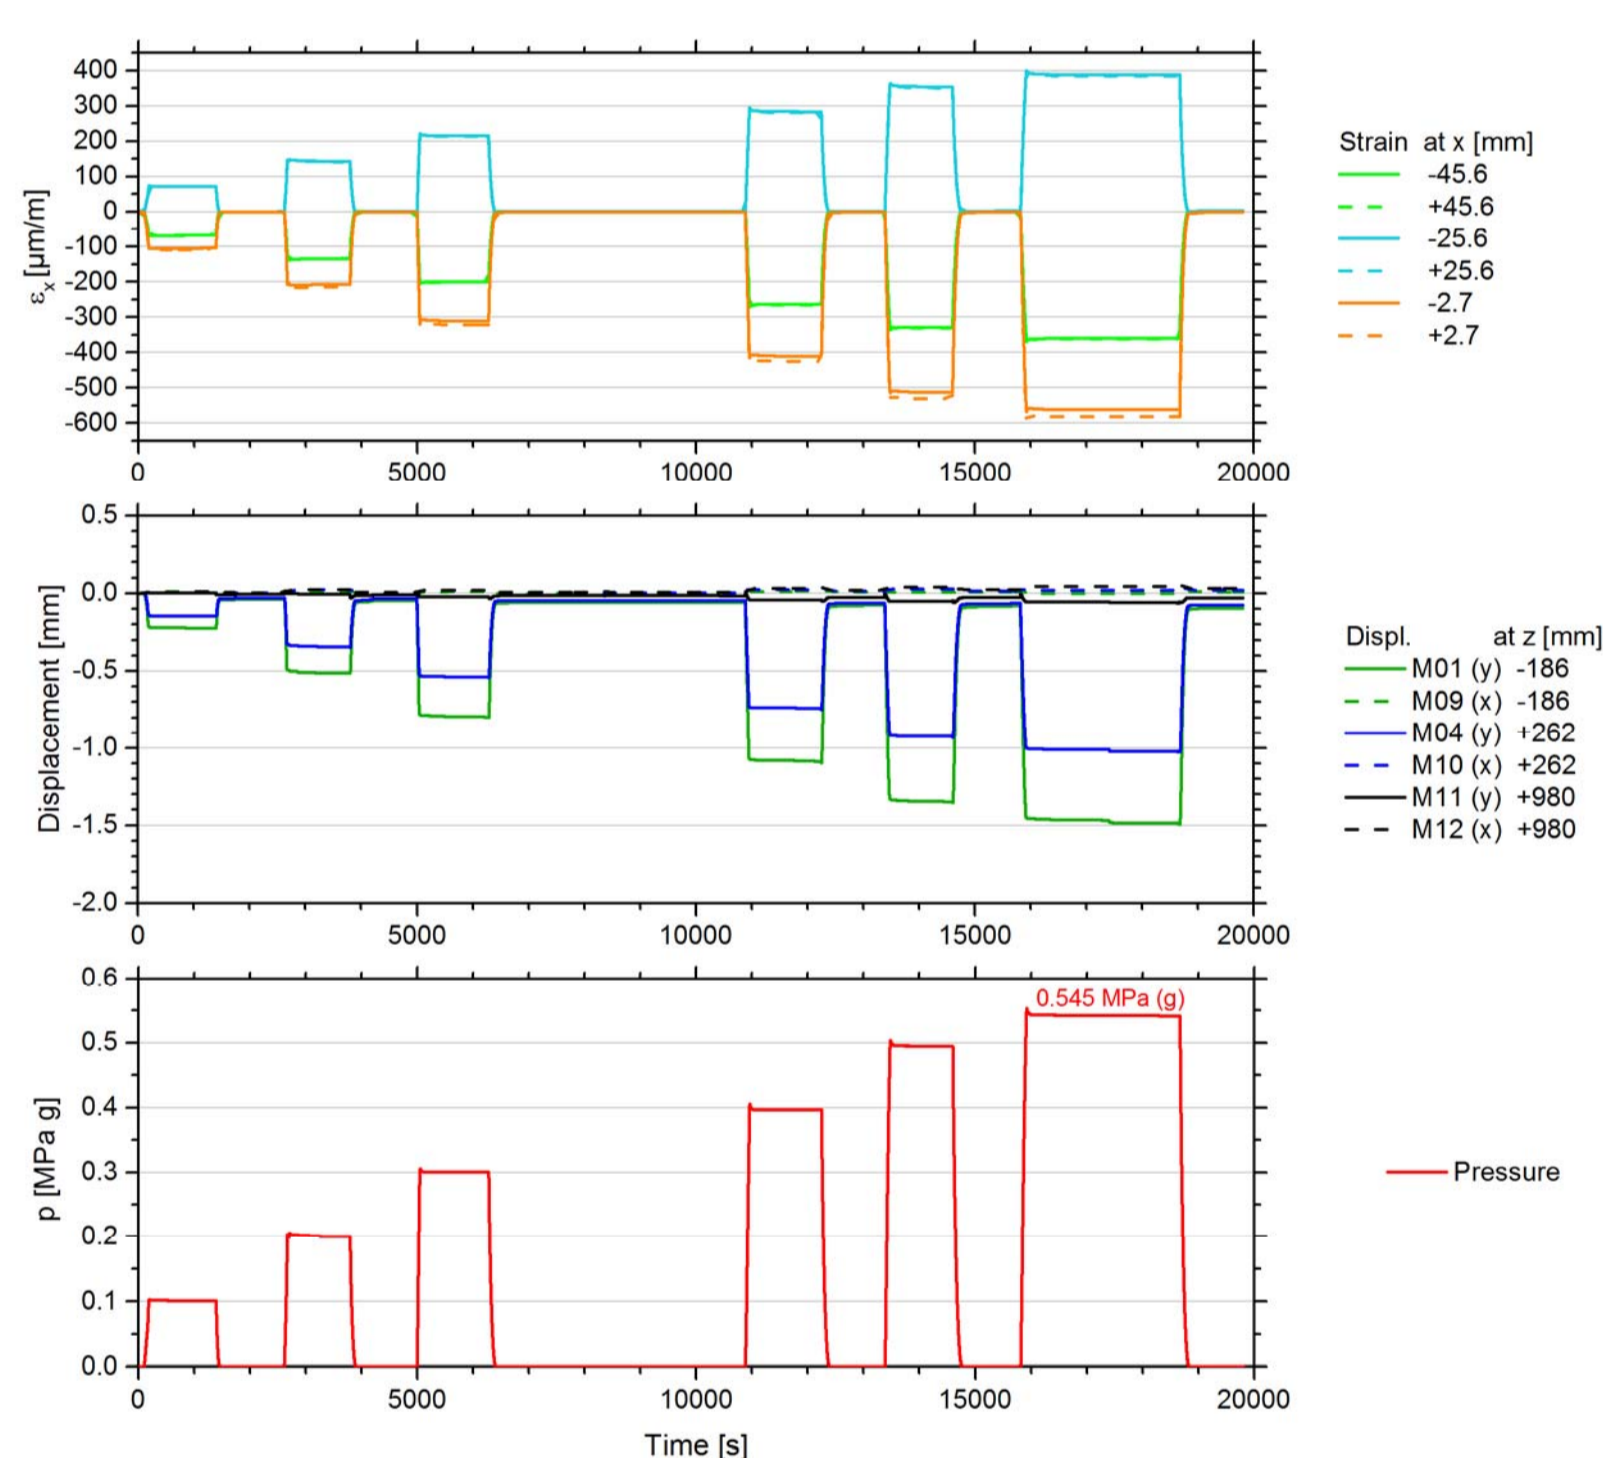 400
300
200
100
0
-100
-200
-300
-400
-500
-600
εx [µm/m]
0 5000 10000 15000 20000
Strain at x [mm]
-45.6
+45.6
-25.6
+25.6
-2.7
+2.7
0.5
0.0
-0.5
-1.0
-1.5
-2.0
Displacement [mm]
0 5000 10000 15000 20000
Displ. at z [mm]
M01 (y) -186
M09 (x) -186
M04 (y) +262
M10 (x) +262
M11 (y) +980
M12 (x) +980
0.6
0.5
0.4
0.3
0.2
0.1
0.0
p [MPa g]
0.545 MPa (g)
0 5000 10000 15000 20000
Time [s]
Pressure